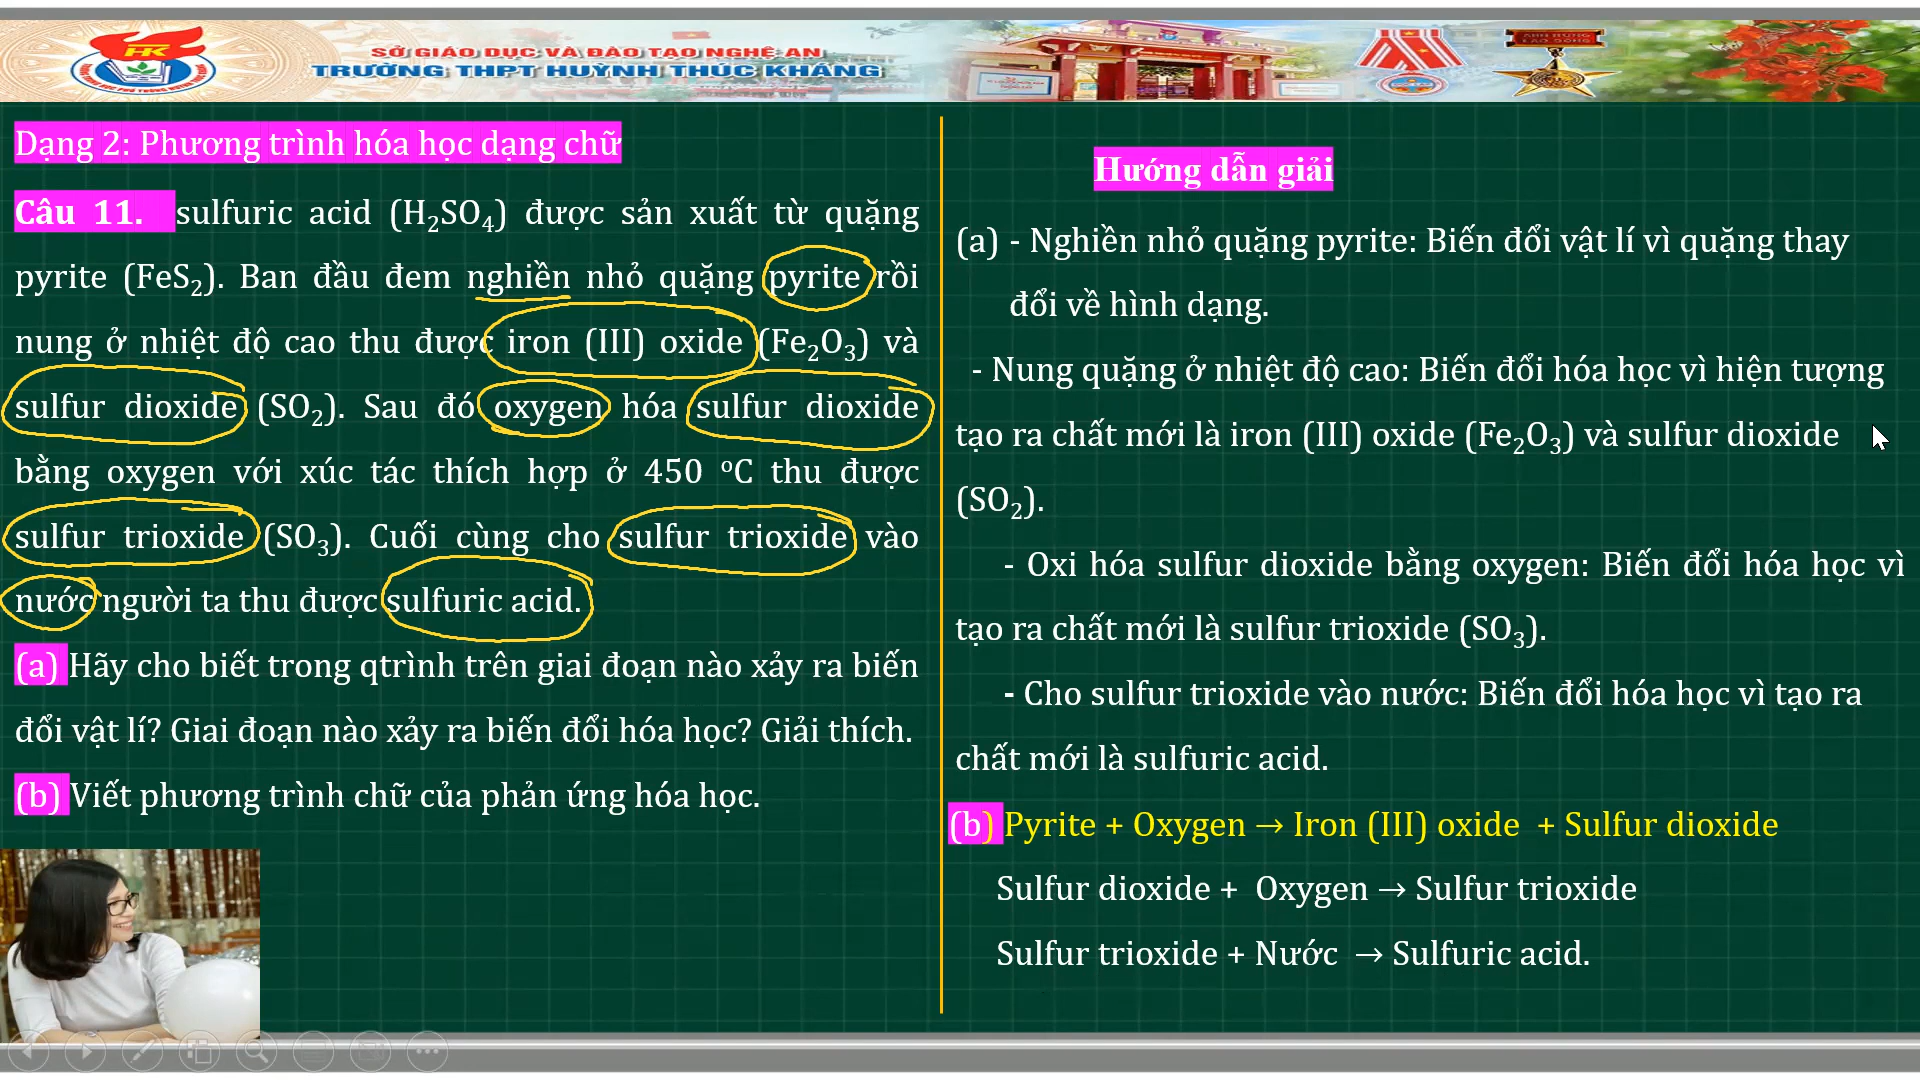 HK
SỞ GIÁO DỤC VÀ ĐÀO TẠO NGHỆ AN
TRƯỜNG THPT HUỲNH THÚC KHÁNG
Dạng 2: Phương trình hóa học dạng chữ
Câu 11. sulfuric acid (H₂SO₄) được sản xuất từ quặng
pyrite (FeS₂). Ban đầu đem nghiền nhỏ quặng pyrite rồi
nung ở nhiệt độ cao thu được iron (III) oxide (Fe₂O₃) và
sulfur dioxide (SO₂). Sau đó oxygen hóa sulfur dioxide
bằng oxygen với xúc tác thích hợp ở 450 ᵒC thu được
sulfur trioxide (SO₃). Cuối cùng cho sulfur trioxide vào
nước người ta thu được sulfuric acid.
(a) Hãy cho biết trong qtrình trên giai đoạn nào xảy ra biến
đổi vật lí? Giai đoạn nào xảy ra biến đổi hóa học? Giải thích.
(b) Viết phương trình chữ của phản ứng hóa học.
Hướng dẫn giải
(a) - Nghiền nhỏ quặng pyrite: Biến đổi vật lí vì quặng thay
đổi về hình dạng.
- Nung quặng ở nhiệt độ cao: Biến đổi hóa học vì hiện tượng
tạo ra chất mới là iron (III) oxide (Fe₂O₃) và sulfur dioxide
(SO₂).
- Oxi hóa sulfur dioxide bằng oxygen: Biến đổi hóa học vì
tạo ra chất mới là sulfur trioxide (SO₃).
- Cho sulfur trioxide vào nước: Biến đổi hóa học vì tạo ra
chất mới là sulfuric acid.
(b) Pyrite + Oxygen → Iron (III) oxide + Sulfur dioxide
Sulfur dioxide + Oxygen → Sulfur trioxide
Sulfur trioxide + Nước → Sulfuric acid.